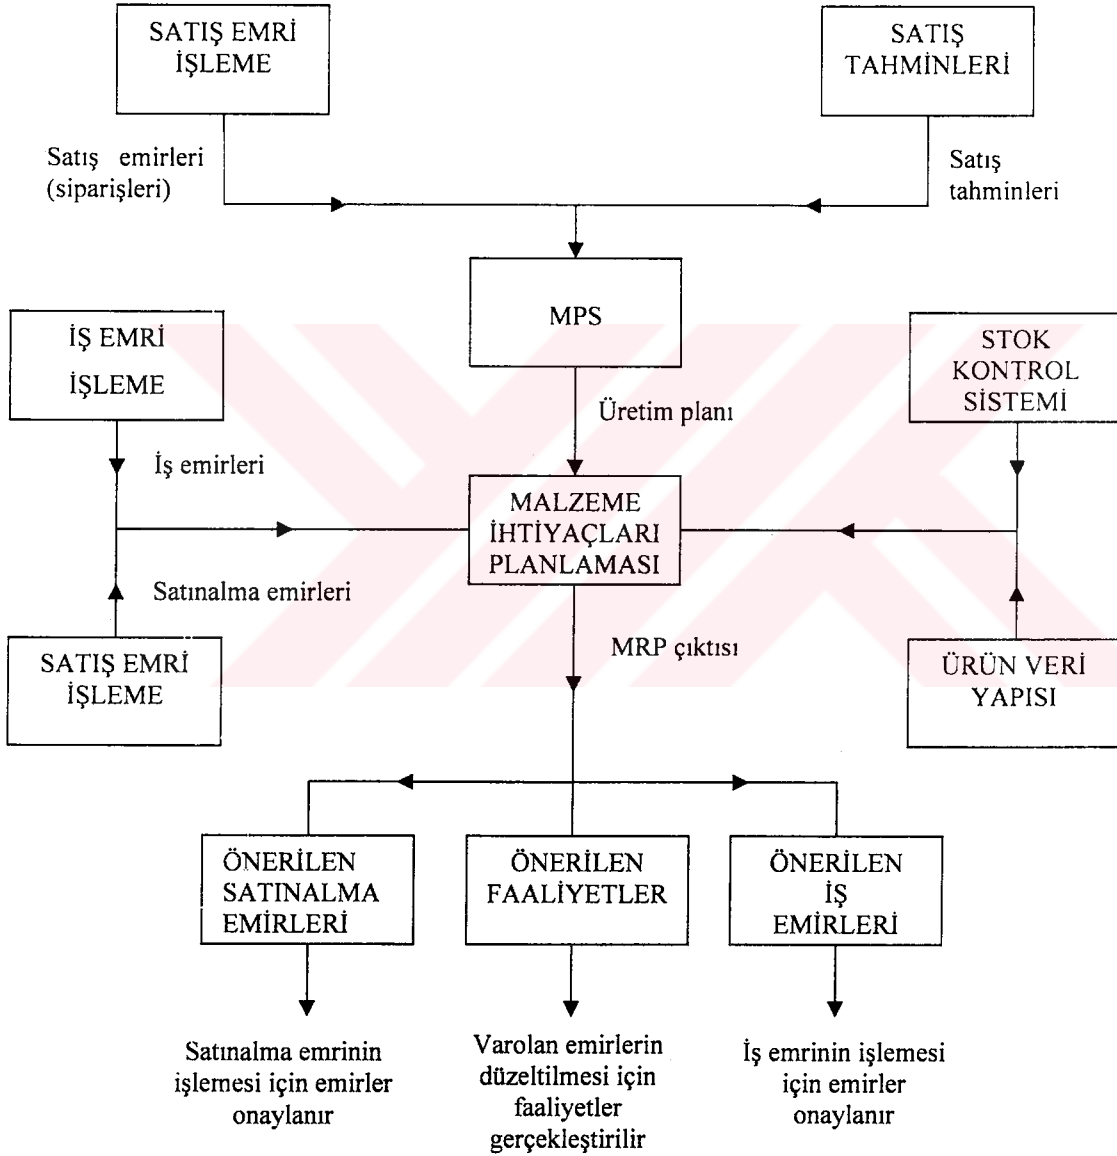 SATIŞ EMRİ
İŞLEME
SATIŞ
TAHMİNLERİ
Satış emirleri
(siparişleri)
Satış
tahminleri
MPS
İŞ EMRİ
İŞLEME
STOK
KONTROL
SİSTEMİ
Üretim planı
İş emirleri
MALZEME
İHTİYAÇLARI
PLANLAMASI
Satınalma emirleri
SATIŞ EMRİ
İŞLEME
MRP çıktısı
ÜRÜN VERİ
YAPISI
ÖNERİLEN
SATINALMA
EMİRLERİ
ÖNERİLEN
FAALİYETLER
ÖNERİLEN
İŞ
EMİRLERİ
Satınalma emrinin
işlemesi için emirler
onaylanır
Varolan emirlerin
düzeltilmesi için
faaliyetler
gerçekleştirilir
İş emrinin işlemesi
için emirler
onaylanır